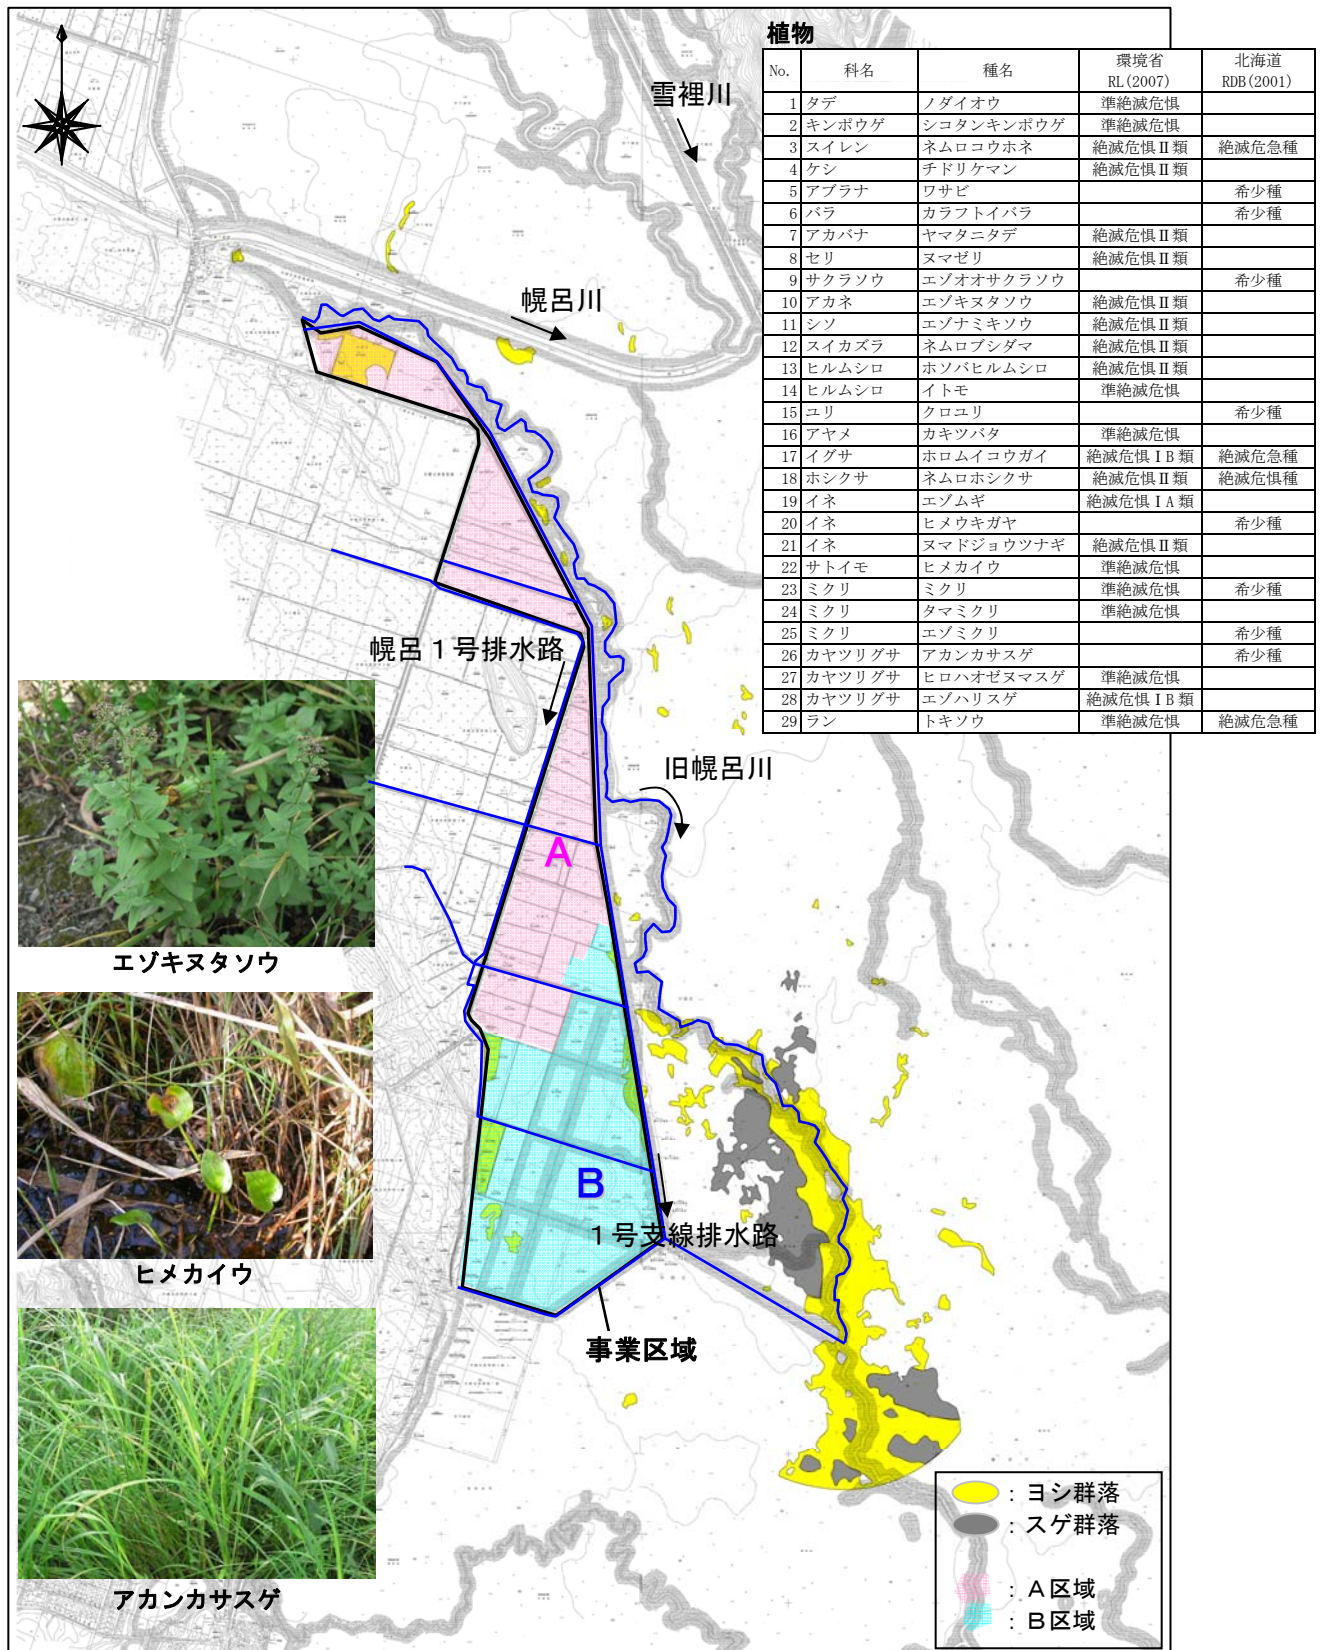 植物
No. 科名 種名 環境省 RL(2007) 北海道 RDB(2001)
1 タデ ノダイオウ 準絶滅危惧
2 キンポウゲ シコタンキンポウゲ 準絶滅危惧
3 スイレン ネムロコウホネ 絶滅危惧Ⅱ類 絶滅危急種
4 ケシ チドリケマン 絶滅危惧Ⅱ類
5 アブラナ ワサビ 希少種
6 バラ カラフトイバラ 希少種
7 アカバナ ヤマタニタデ 絶滅危惧Ⅱ類
8 セリ ヌマゼリ 絶滅危惧Ⅱ類
9 サクラソウ エゾオオサクラソウ 希少種
10 アカネ エゾキヌタソウ 絶滅危惧Ⅱ類
11 シソ エゾナミキソウ 絶滅危惧Ⅱ類
12 スイカズラ ネムロブシダマ 絶滅危惧Ⅱ類
13 ヒルムシロ ホソバヒルムシロ 絶滅危惧Ⅱ類
14 ヒルムシロ イトモ 準絶滅危惧
15 ユリ クロユリ 希少種
16 アヤメ カキツバタ 準絶滅危惧
17 イグサ ホロムイコウガイ 絶滅危惧ⅠB類 絶滅危急種
18 ホシクサ ネムロホシクサ 絶滅危惧Ⅱ類 絶滅危惧種
19 イネ エゾムギ 絶滅危惧ⅠA類
20 イネ ヒメウキガヤ 希少種
21 イネ ヌマドジョウツナギ 絶滅危惧Ⅱ類
22 サトイモ ヒメカイウ 準絶滅危惧
23 ミクリ ミクリ 準絶滅危惧 希少種
24 ミクリ タマミクリ 準絶滅危惧
25 ミクリ エゾミクリ 希少種
26 カヤツリグサ アカンカサスゲ 希少種
27 カヤツリグサ ヒロハオゼヌマスゲ 準絶滅危惧
28 カヤツリグサ エゾハリスゲ 絶滅危惧ⅠB類
29 ラン トキソウ 準絶滅危惧 絶滅危急種
雪裡川
幌呂川
幌呂１号排水路
旧幌呂川
A
エゾキヌタソウ
B
１号支線排水路
ヒメカイウ
事業区域
アカンカサスゲ
：ヨシ群落
：スゲ群落
：Ａ区域
：Ｂ区域